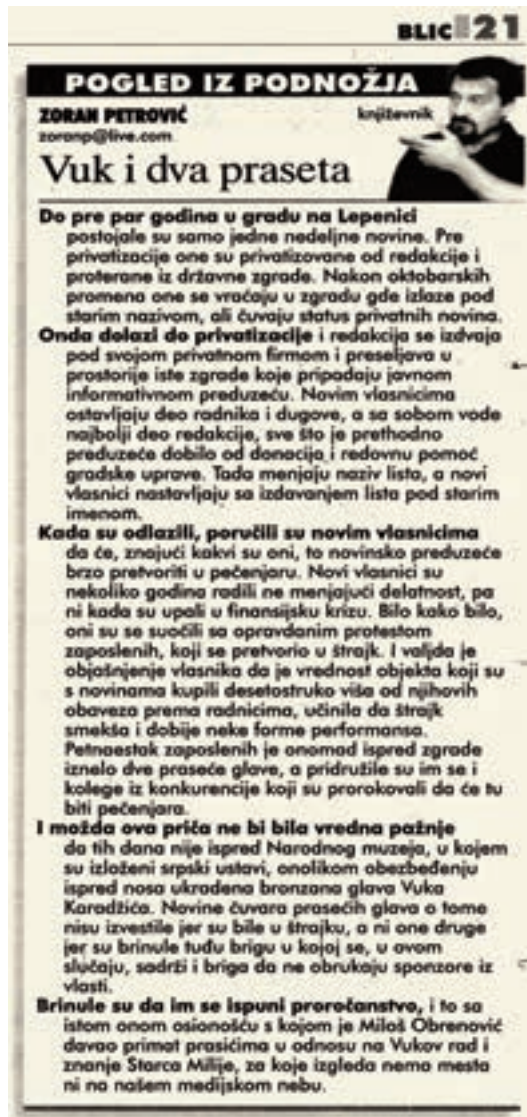 BLIC 21
POGLED IZ PODNOŽJA
ZORAN PETROVIĆ
književnik
zoranp@live.com
Vuk i dva praseta
Do pre par godina u gradu na Lepenici
postojale su samo jedne nedeljne novine. Pre
privatizacije one su privatizovane od redakcije i
proterane iz državne zgrade. Nakon oktobarskih
promena one se vraćaju u zgradu gde izlaze pod
starim nazivom, ali čuvaju status privatnih novina.
Onda dolazi do privatizacije i redakcija se izdvaja
pod svojom privatnom firmom i preseljava u
prostorije iste zgrade koje pripadaju javnom
informativnom preduzeću. Novim vlasnicima
ostavljaju deo radnika i dugove, a sa sobom vode
najbolji deo redakcije, sve što je prethodno
preduzeće dobilo od donacija i redovnu pomoć
gradske uprave. Tada menjaju naziv lista, a novi
vlasnici nastavljaju sa izdavanjem lista pod starim
imenom.
Kada su odlazili, poručili su novim vlasnicima
da će, znajući kakvi su oni, to novinsko preduzeće
brzo pretvoriti u pečenjaru. Novi vlasnici su
nekoliko godina radili ne menjajući delatnost, pa
ni kada su upali u finansijsku krizu. Bilo kako bilo,
oni su se suočili sa opravdanim protestom
zaposlenih, koji se pretvorio u štrajk. I valjda je
objašnjenje vlasnika da je vrednost objekta koji su
s novinama kupili desetostruko viša od njihovih
obaveza prema radnicima, učinila da štrajk
smekša i dobije neke forme performansa.
Petnaestak zaposlenih je onomad ispred zgrade
iznelo dve praseće glave, a pridružile su im se i
kolege iz konkurencije koji su prorokovali da će tu
biti pečenjara.
I možda ova priča ne bi bila vredna pažnje
da tih dana nije ispred Narodnog muzeja, u kojem
su izloženi srpski ustavi, onolikom obezbeđenju
ispred nosa ukradena bronzana glava Vuka
Karadžića. Novine čuvara prasećih glava o tome
nisu izvestile jer su bile u štrajku, a ni one druge
jer su brinule tuđu brigu u kojoj se, u ovom
slučaju, sadrži i briga da ne obrukaju sponzore iz
vlasti.
Brinule su da im se ispuni proročanstvo, i to sa
istom onom osionošću s kojom je Miloš Obrenović
davao primat prasićima u odnosu na Vukov rad i
znanje Starca Milije, za koje izgleda nema mesta
ni na našem medijskom nebu.